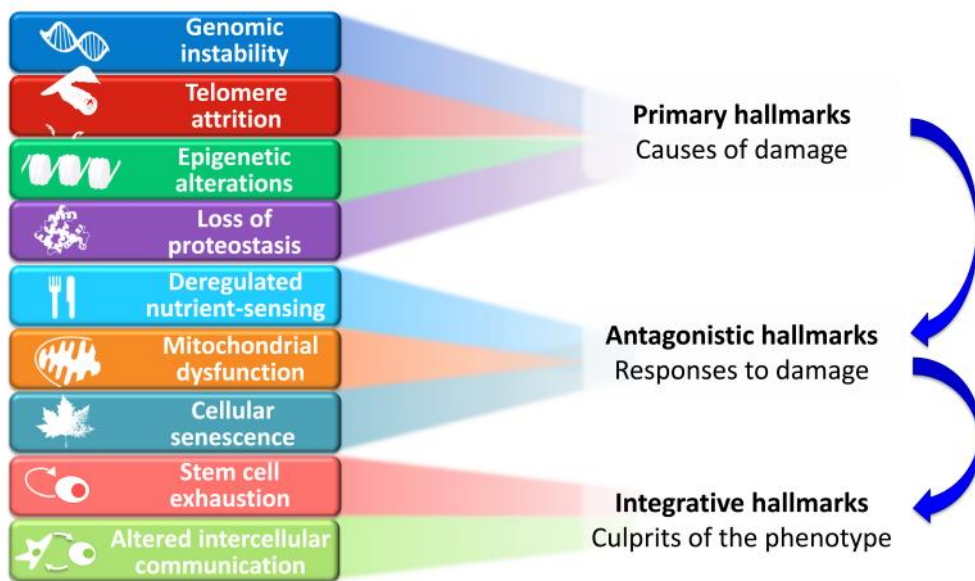 Genomic
instability
Telomere
attrition
Epigenetic
alterations
Loss of
proteostasis
Deregulated
nutrient-sensing
Mitochondrial
dysfunction
Cellular
senescence
Stem cell
exhaustion
Altered intercellular
communication
Primary hallmarks
Causes of damage
Antagonistic hallmarks
Responses to damage
Integrative hallmarks
Culprits of the phenotype